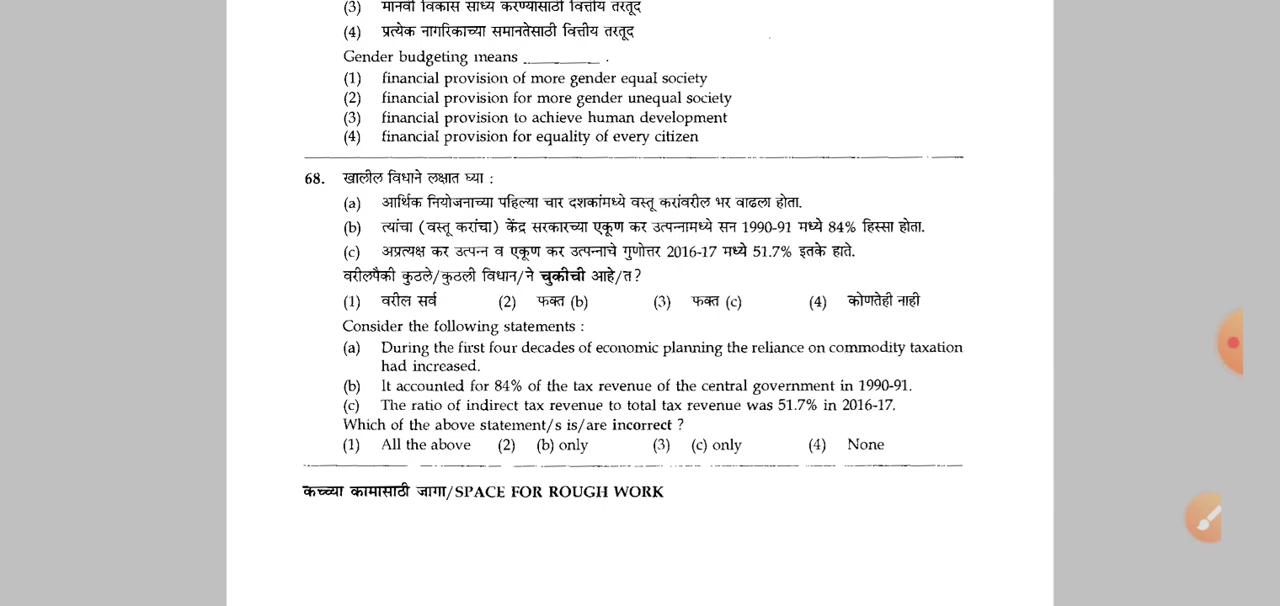 (3) मानवी विकास साध्य करण्यासाठी वित्तीय तरतूद
(4) प्रत्येक नागरिकाच्या समानतेसाठी वित्तीय तरतूद
Gender budgeting means ________ .
(1) financial provision of more gender equal society
(2) financial provision for more gender unequal society
(3) financial provision to achieve human development
(4) financial provision for equality of every citizen
68. खालील विधाने लक्षात घ्या :
(a) आर्थिक नियोजनाच्या पहिल्या चार दशकांमध्ये वस्तू करांवरील भर वाढला होता.
(b) त्यांचा (वस्तू करांचा) केंद्र सरकारच्या एकूण कर उत्पन्नामध्ये सन 1990-91 मध्ये 84% हिस्सा होता.
(c) अप्रत्यक्ष कर उत्पन्न व एकूण कर उत्पन्नाचे गुणोत्तर 2016-17 मध्ये 51.7% इतके हाते.
वरीलपैकी कुठले/कुठली विधान/ने चुकीची आहे/त?
(1) वरील सर्व (2) फक्त (b) (3) फक्त (c) (4) कोणतेही नाही
Consider the following statements :
(a) During the first four decades of economic planning the reliance on commodity taxation
had increased.
(b) It accounted for 84% of the tax revenue of the central government in 1990-91.
(c) The ratio of indirect tax revenue to total tax revenue was 51.7% in 2016-17.
Which of the above statement/s is/are incorrect ?
(1) All the above (2) (b) only (3) (c) only (4) None
कच्च्या कामासाठी जागा/SPACE FOR ROUGH WORK